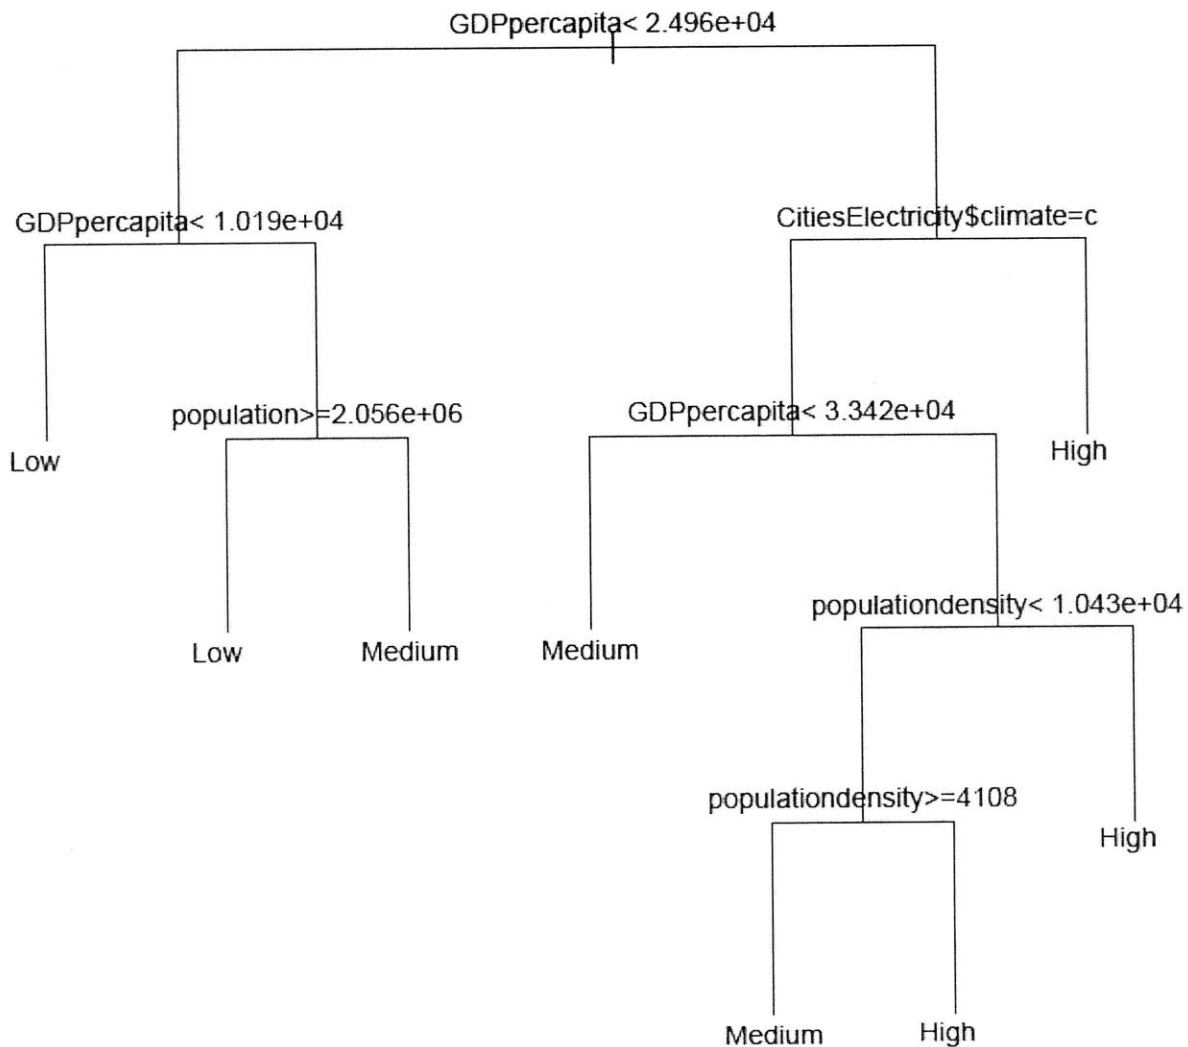 GDPpercapita< 2.496e+04
GDPpercapita< 1.019e+04
CitiesElectricity$climate=c
population>=2.056e+06
GDPpercapita< 3.342e+04
Low
High
populationdensity< 1.043e+04
Low
Medium
Medium
populationdensity>=4108
High
Medium
High